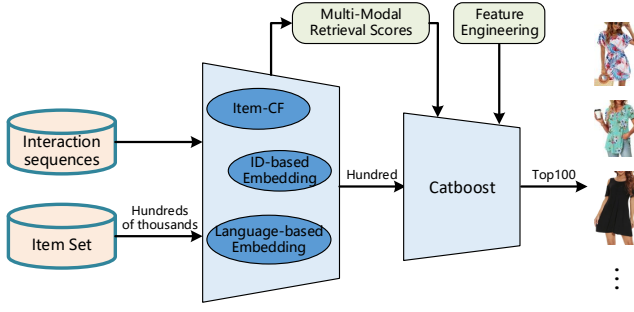 Multi-Modal
Retrieval Scores
Feature
Engineering
Item-CF
Interaction
sequences
ID-based
Embedding
Hundred
Catboost
Top100
Hundreds
of thousands
Item Set
Language-based
Embedding